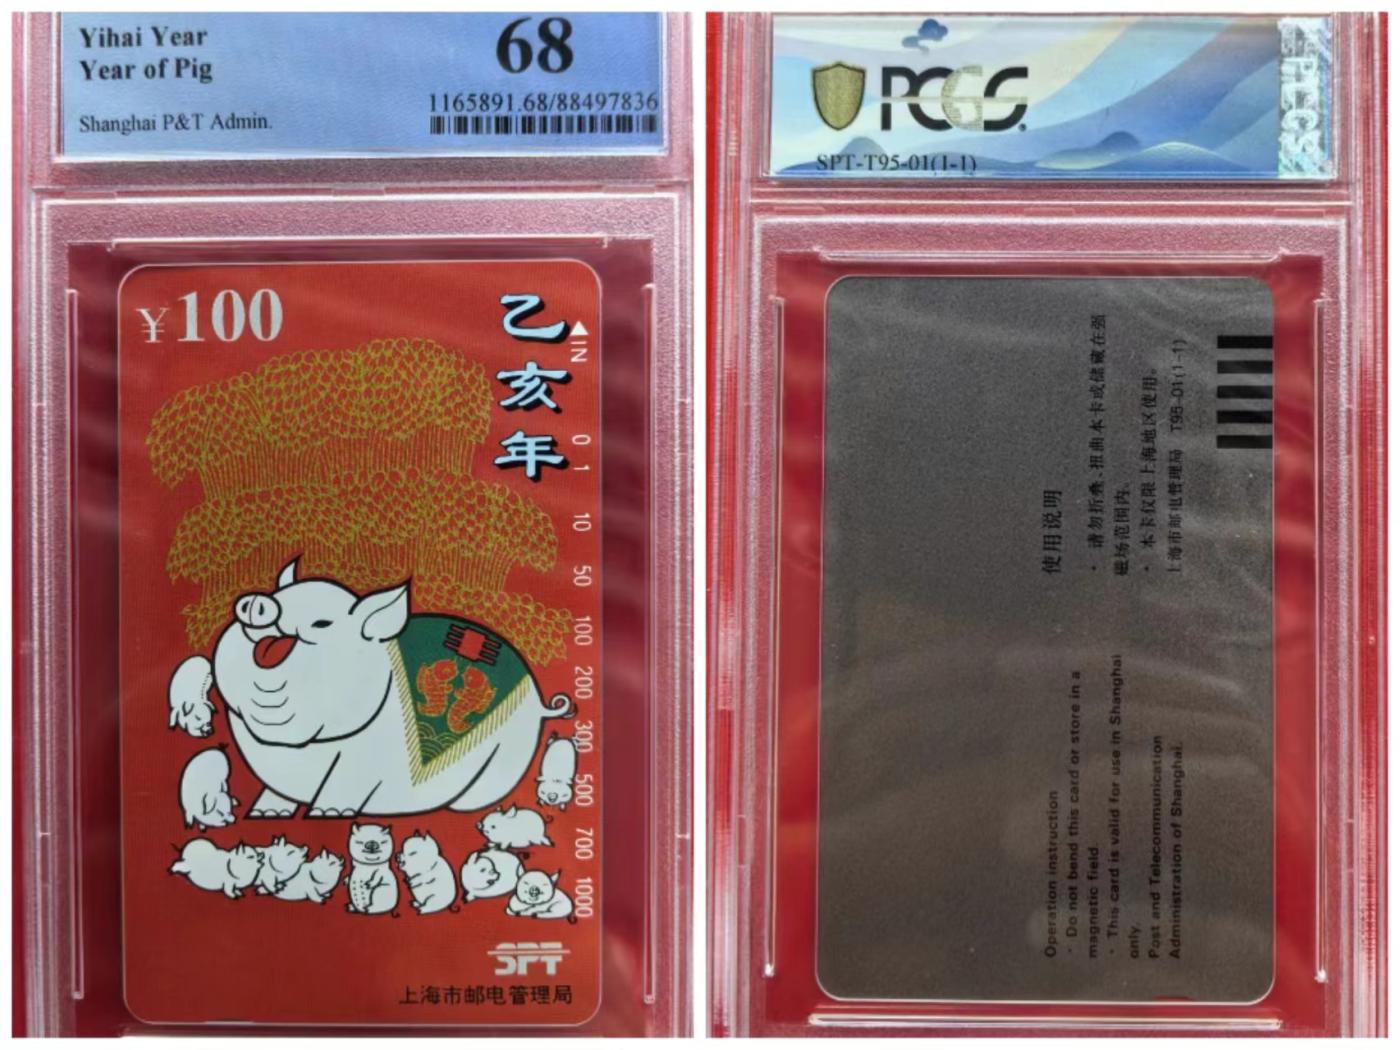 Yihai Year
Year of Pig
68
1165891.68/88497836
Shanghai P&T Admin.
¥100
乙亥年
IN
0
1
10
50
100
200
300
500
700
1000
SPT
上海市邮电管理局
PCGS
PCGS
SPT-T95-01(1-1)
使用说明
· 请勿折叠、扭曲本卡或储藏在强
磁场范围内。
· 本卡仅限上海地区使用。
上海市邮电管理局 T95-01(1-1)
Operation instruction
· Do not bend this card or store in a
magnetic field.
· This card is valid for use in Shanghai
only.
Post and Telecommunication
Administration of Shanghai.